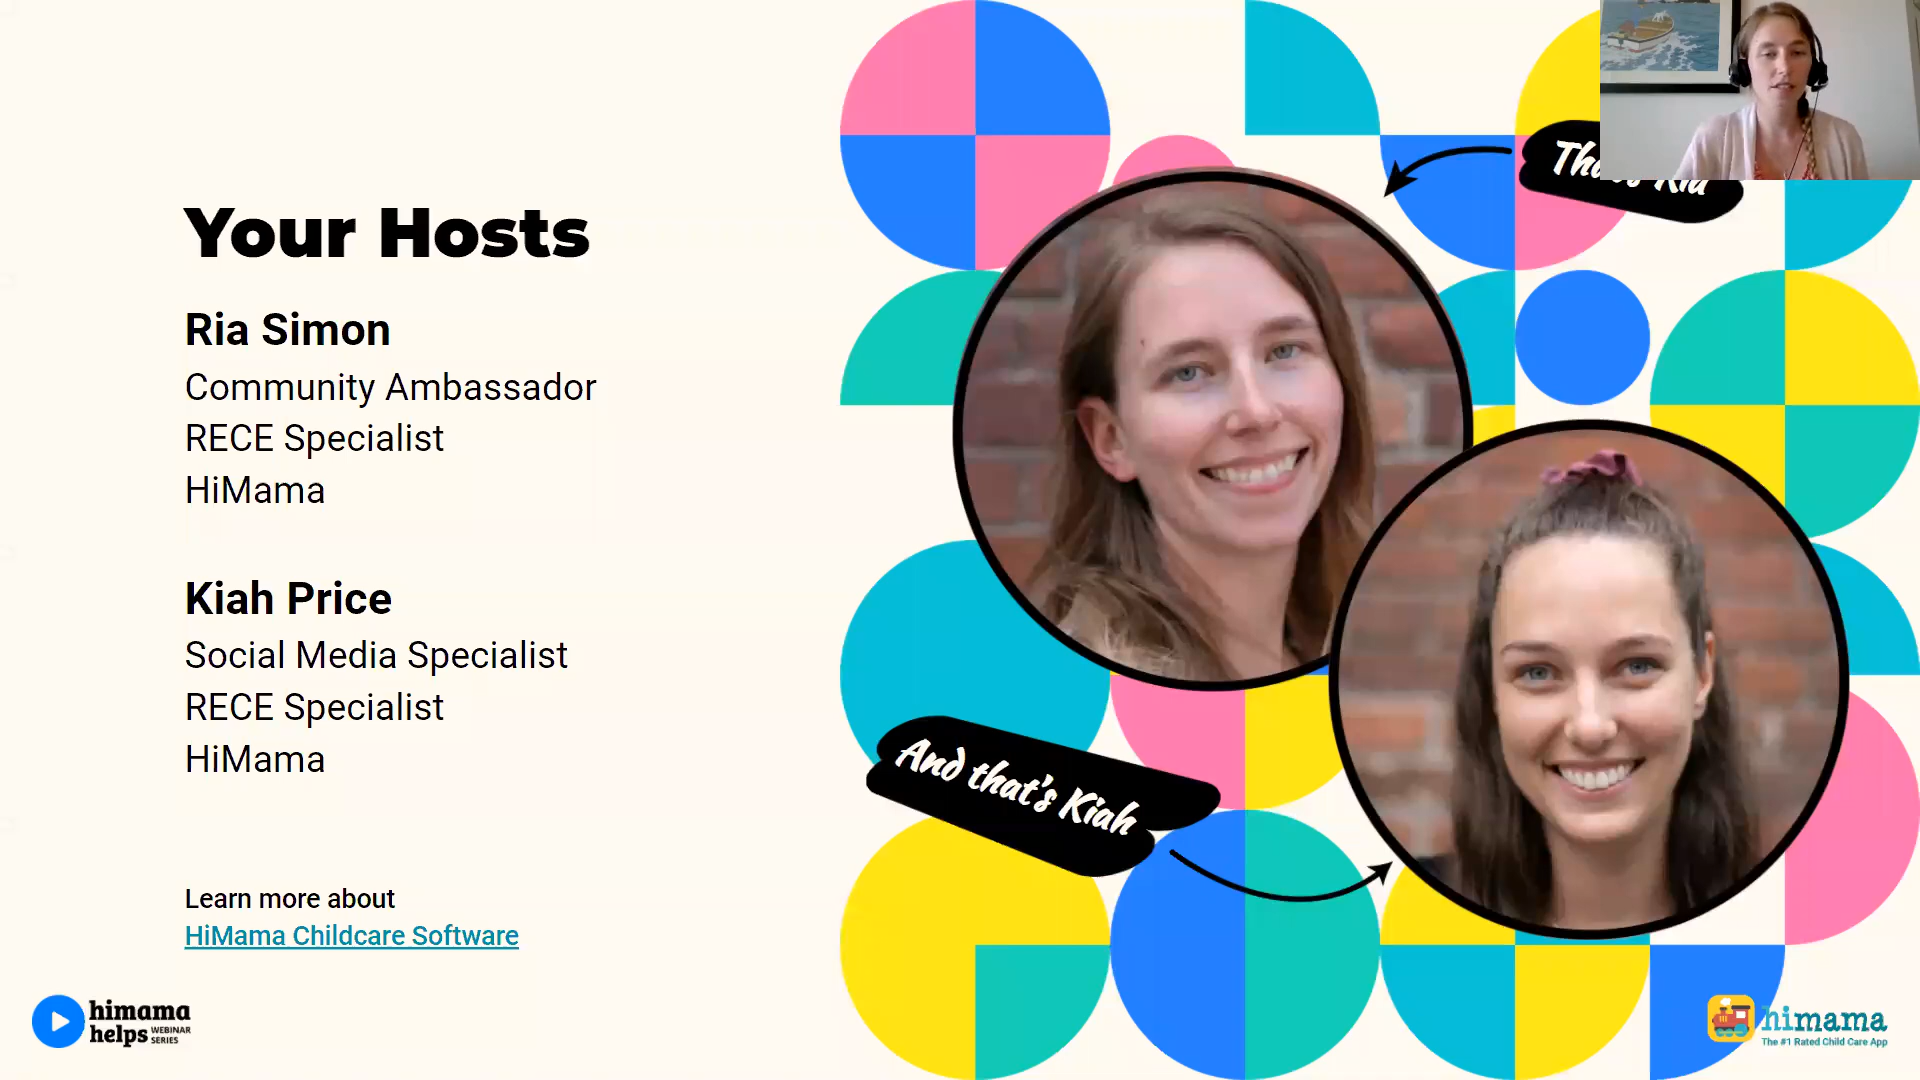 Your Hosts
Ria Simon
Community Ambassador
RECE Specialist
HiMama
Kiah Price
Social Media Specialist
RECE Specialist
HiMama
Learn more about
HiMama Childcare Software
And that's Kiah
himama
helps WEBINAR SERIES
himama
The #1 Rated Child Care App